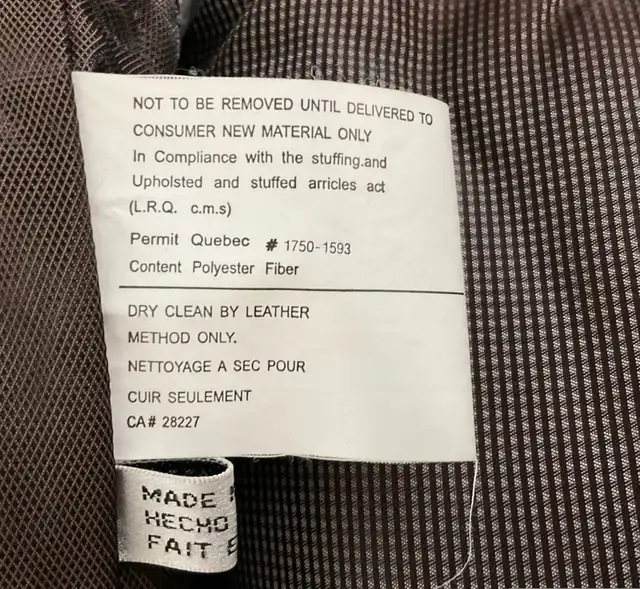 NOT TO BE REMOVED UNTIL DELIVERED TO
CONSUMER NEW MATERIAL ONLY
In Compliance with the stuffing.and
Upholsted and stuffed arricles act
(L.R.Q. c.m.s)
Permit Quebec # 1750-1593
Content Polyester Fiber
DRY CLEAN BY LEATHER
METHOD ONLY.
NETTOYAGE A SEC POUR
CUIR SEULEMENT
CA# 28227
MADE
HECHO
FAIT